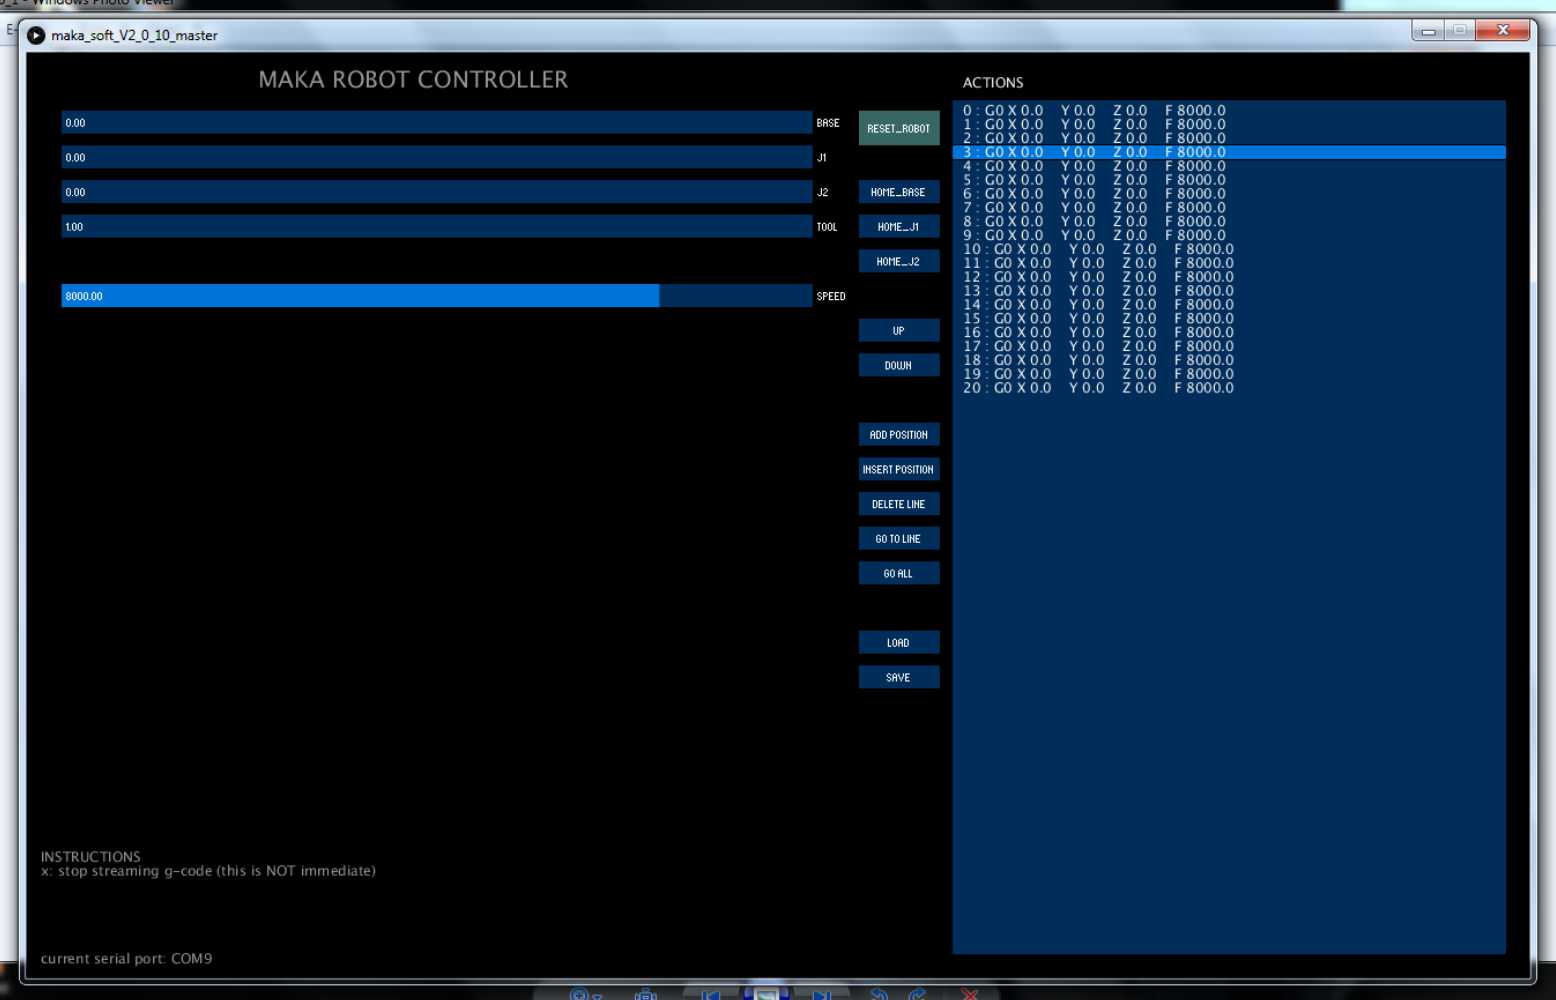 Windows Photo Viewer
maka_soft_V2_0_10_master
MAKA ROBOT CONTROLLER
0.00 BASE
0.00 J1
0.00 J2
1.00 TOOL
8000.00 SPEED
RESET_ROBOT
HOME_BASE
HOME_J1
HOME_J2
UP
DOWN
ADD POSITION
INSERT POSITION
DELETE LINE
GO TO LINE
GO ALL
LOAD
SAVE
ACTIONS
0 : G0 X 0.0 Y 0.0 Z 0.0 F 8000.0
1 : G0 X 0.0 Y 0.0 Z 0.0 F 8000.0
2 : G0 X 0.0 Y 0.0 Z 0.0 F 8000.0
3 : G0 X 0.0 Y 0.0 Z 0.0 F 8000.0
4 : G0 X 0.0 Y 0.0 Z 0.0 F 8000.0
5 : G0 X 0.0 Y 0.0 Z 0.0 F 8000.0
6 : G0 X 0.0 Y 0.0 Z 0.0 F 8000.0
7 : G0 X 0.0 Y 0.0 Z 0.0 F 8000.0
8 : G0 X 0.0 Y 0.0 Z 0.0 F 8000.0
9 : G0 X 0.0 Y 0.0 Z 0.0 F 8000.0
10 : G0 X 0.0 Y 0.0 Z 0.0 F 8000.0
11 : G0 X 0.0 Y 0.0 Z 0.0 F 8000.0
12 : G0 X 0.0 Y 0.0 Z 0.0 F 8000.0
13 : G0 X 0.0 Y 0.0 Z 0.0 F 8000.0
14 : G0 X 0.0 Y 0.0 Z 0.0 F 8000.0
15 : G0 X 0.0 Y 0.0 Z 0.0 F 8000.0
16 : G0 X 0.0 Y 0.0 Z 0.0 F 8000.0
17 : G0 X 0.0 Y 0.0 Z 0.0 F 8000.0
18 : G0 X 0.0 Y 0.0 Z 0.0 F 8000.0
19 : G0 X 0.0 Y 0.0 Z 0.0 F 8000.0
20 : G0 X 0.0 Y 0.0 Z 0.0 F 8000.0
INSTRUCTIONS
x: stop streaming g-code (this is NOT immediate)
current serial port: COM9